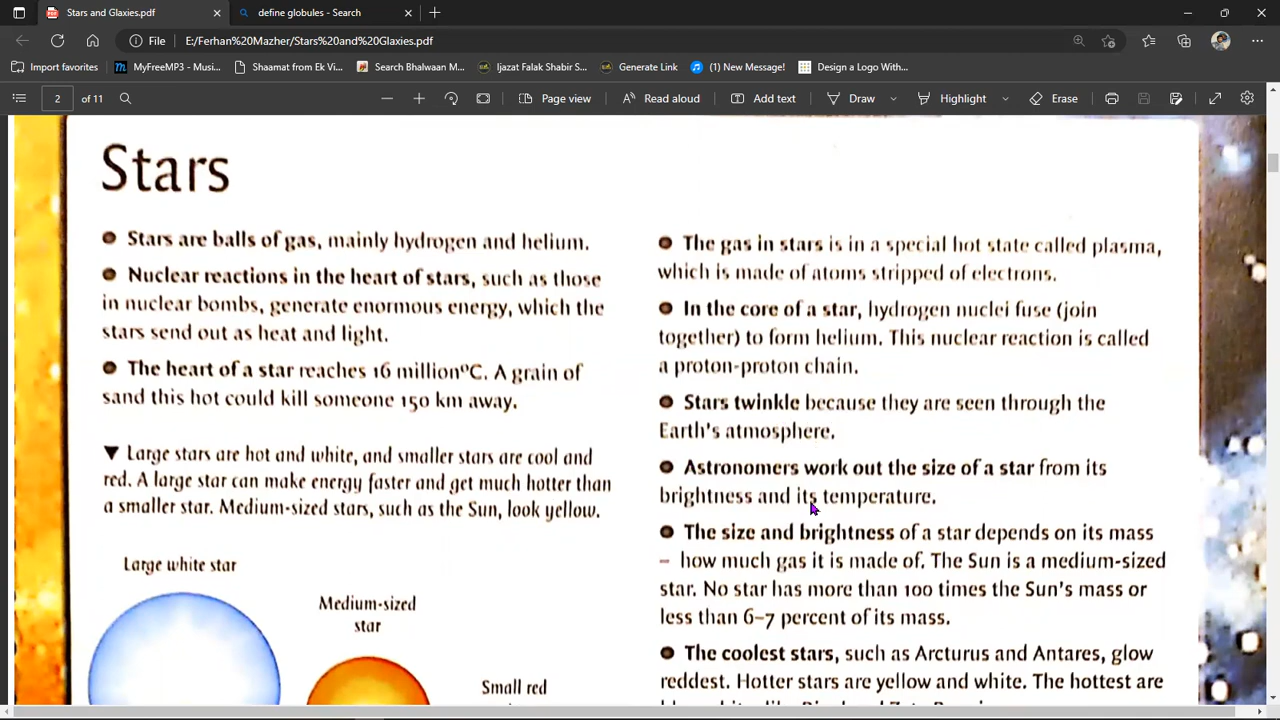 Stars and Glaxies.pdf
define globules - Search
File
E:/Ferhan%20Mazher/Stars%20and%20Glaxies.pdf
Import favorites
MyFreeMP3 - Musi...
Shaamat from Ek Vi...
Search Bhalwaan M...
Ijazat Falak Shabir S...
Generate Link
(1) New Message!
Design a Logo With...
2 of 11
Page view
Read aloud
Add text
Draw
Highlight
Erase
Stars
Stars are balls of gas, mainly hydrogen and helium.
Nuclear reactions in the heart of stars, such as those
in nuclear bombs, generate enormous energy, which the
stars send out as heat and light.
The heart of a star reaches 16 millionºC. A grain of
sand this hot could kill someone 150 km away.
▼ Large stars are hot and white, and smaller stars are cool and
red. A large star can make energy faster and get much hotter than
a smaller star. Medium-sized stars, such as the Sun, look yellow.
Large white star
Medium-sized
star
Small red
The gas in stars is in a special hot state called plasma,
which is made of atoms stripped of electrons.
In the core of a star, hydrogen nuclei fuse (join
together) to form helium. This nuclear reaction is called
a proton-proton chain.
Stars twinkle because they are seen through the
Earth's atmosphere.
Astronomers work out the size of a star from its
brightness and its temperature.
The size and brightness of a star depends on its mass
– how much gas it is made of. The Sun is a medium-sized
star. No star has more than 100 times the Sun's mass or
less than 6–7 percent of its mass.
The coolest stars, such as Arcturus and Antares, glow
reddest. Hotter stars are yellow and white. The hottest are